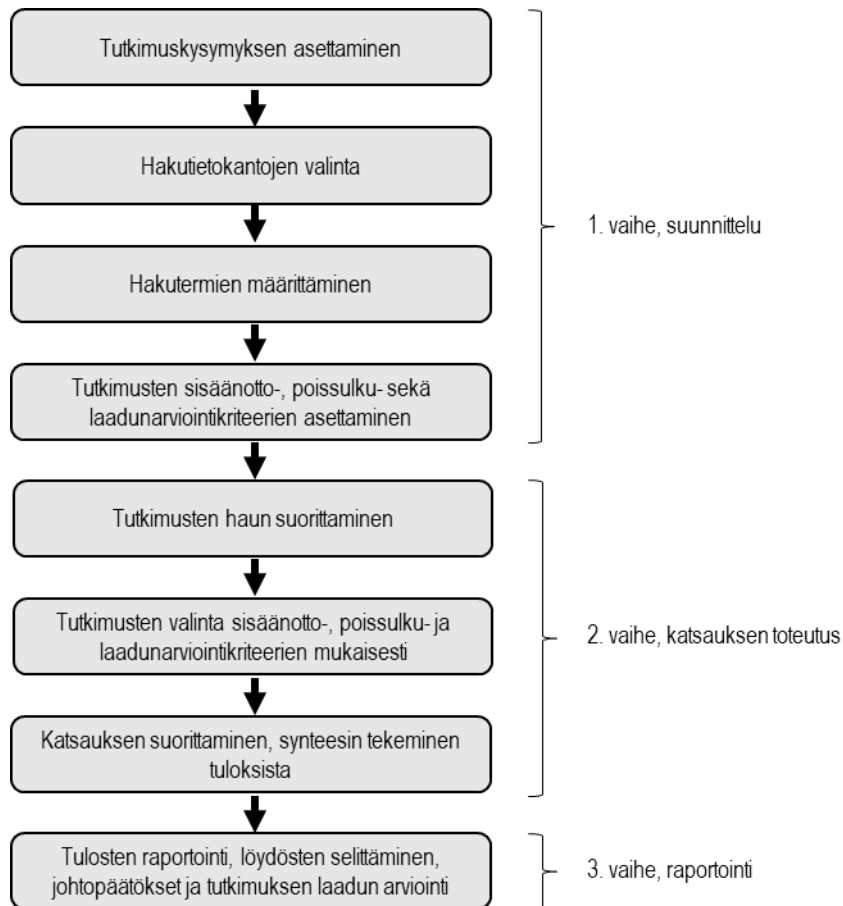 Tutkimuskysymyksen asettaminen
Hakutietokantojen valinta
1. vaihe, suunnittelu
Hakutermien määrittäminen
Tutkimusten sisäänotto-, poissulku- sekä
laadunarviointikriteerien asettaminen
Tutkimusten haun suorittaminen
Tutkimusten valinta sisäänotto-, poissulku- ja
laadunarviointikriteerien mukaisesti
2. vaihe, katsauksen toteutus
Katsauksen suorittaminen, synteesin tekeminen
tuloksista
Tulosten raportointi, löydösten selittäminen,
johtopäätökset ja tutkimuksen laadun arviointi
3. vaihe, raportointi